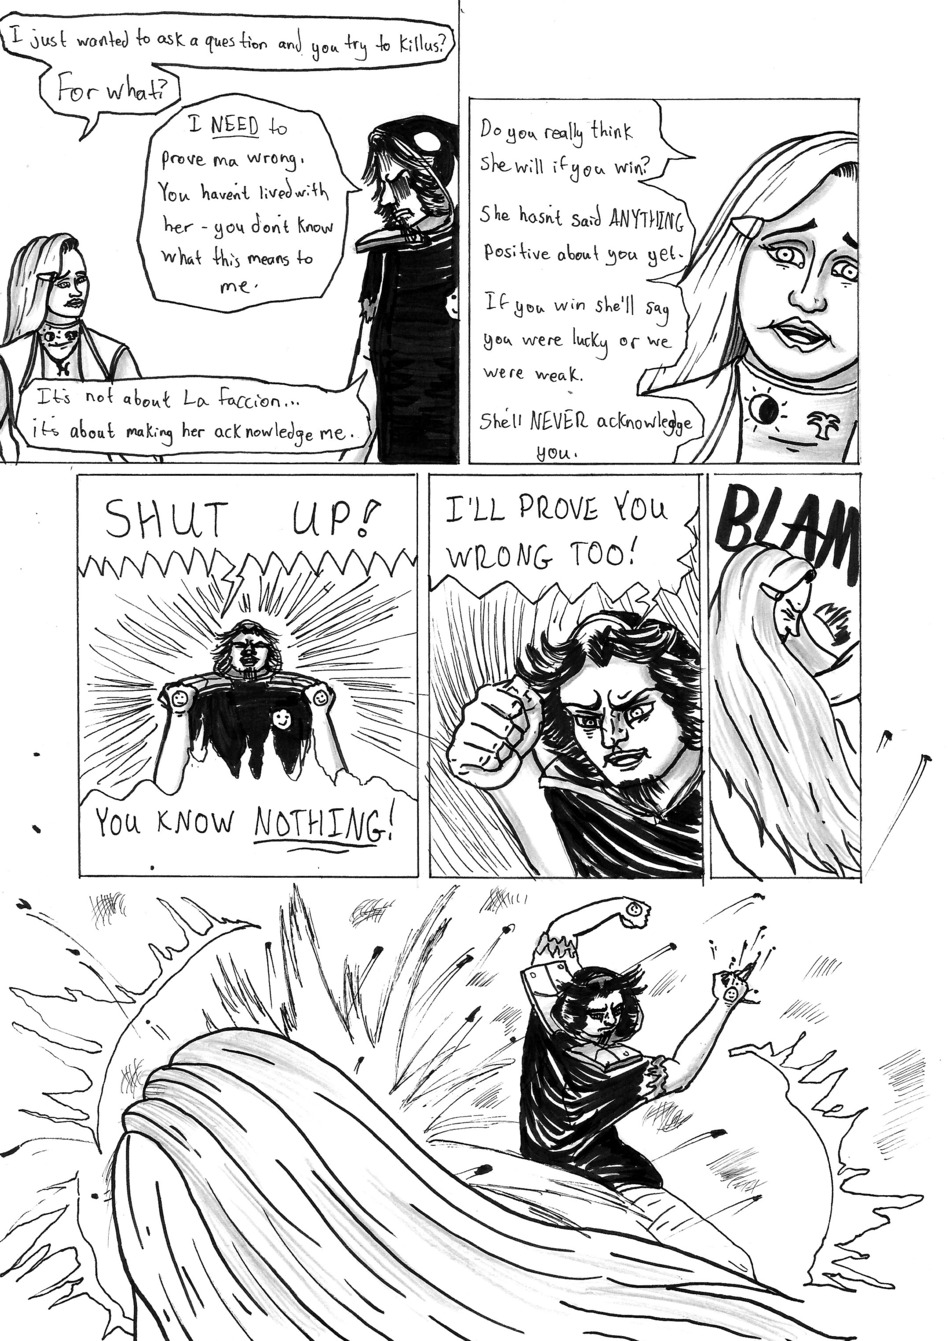 I just wanted to ask a question and you try to kill us?
For what?
I NEED to
prove ma wrong.
You haven't lived with
her - you don't know
what this means to
me.
It's not about La Faccion...
it's about making her acknowledge me.
Do you really think
she will if you win?
She hasn't said ANYTHING
positive about you yet.
If you win she'll say
you were lucky or we
were weak.
She'll NEVER acknowledge
you.
SHUT UP!
YOU KNOW NOTHING!
I'LL PROVE YOU
WRONG TOO!
BLAM